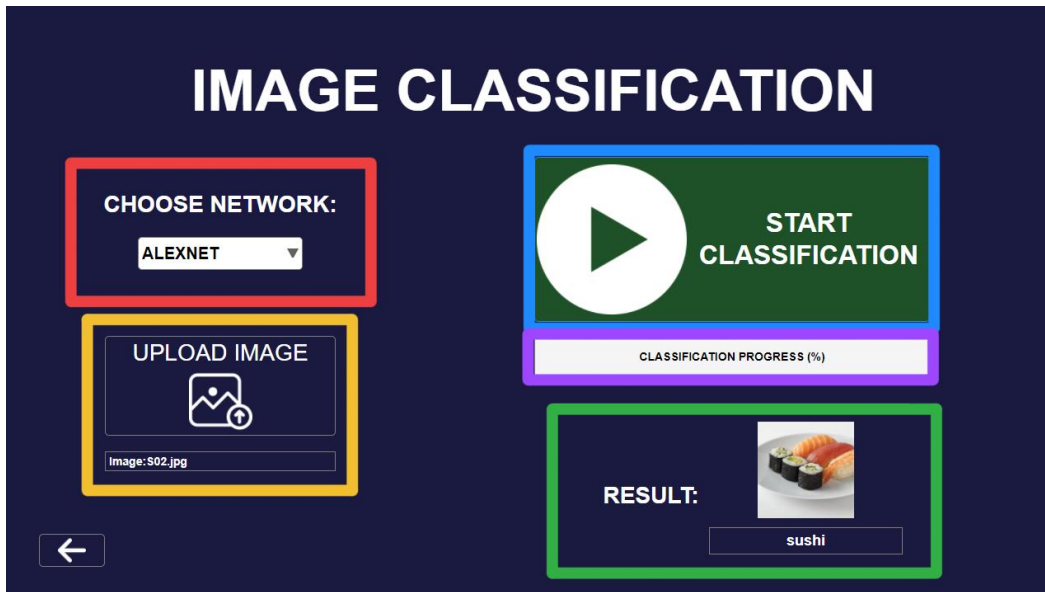 IMAGE CLASSIFICATION
CHOOSE NETWORK:
ALEXNET
UPLOAD IMAGE
Image:S02.jpg
START
CLASSIFICATION
CLASSIFICATION PROGRESS (%)
RESULT:
sushi